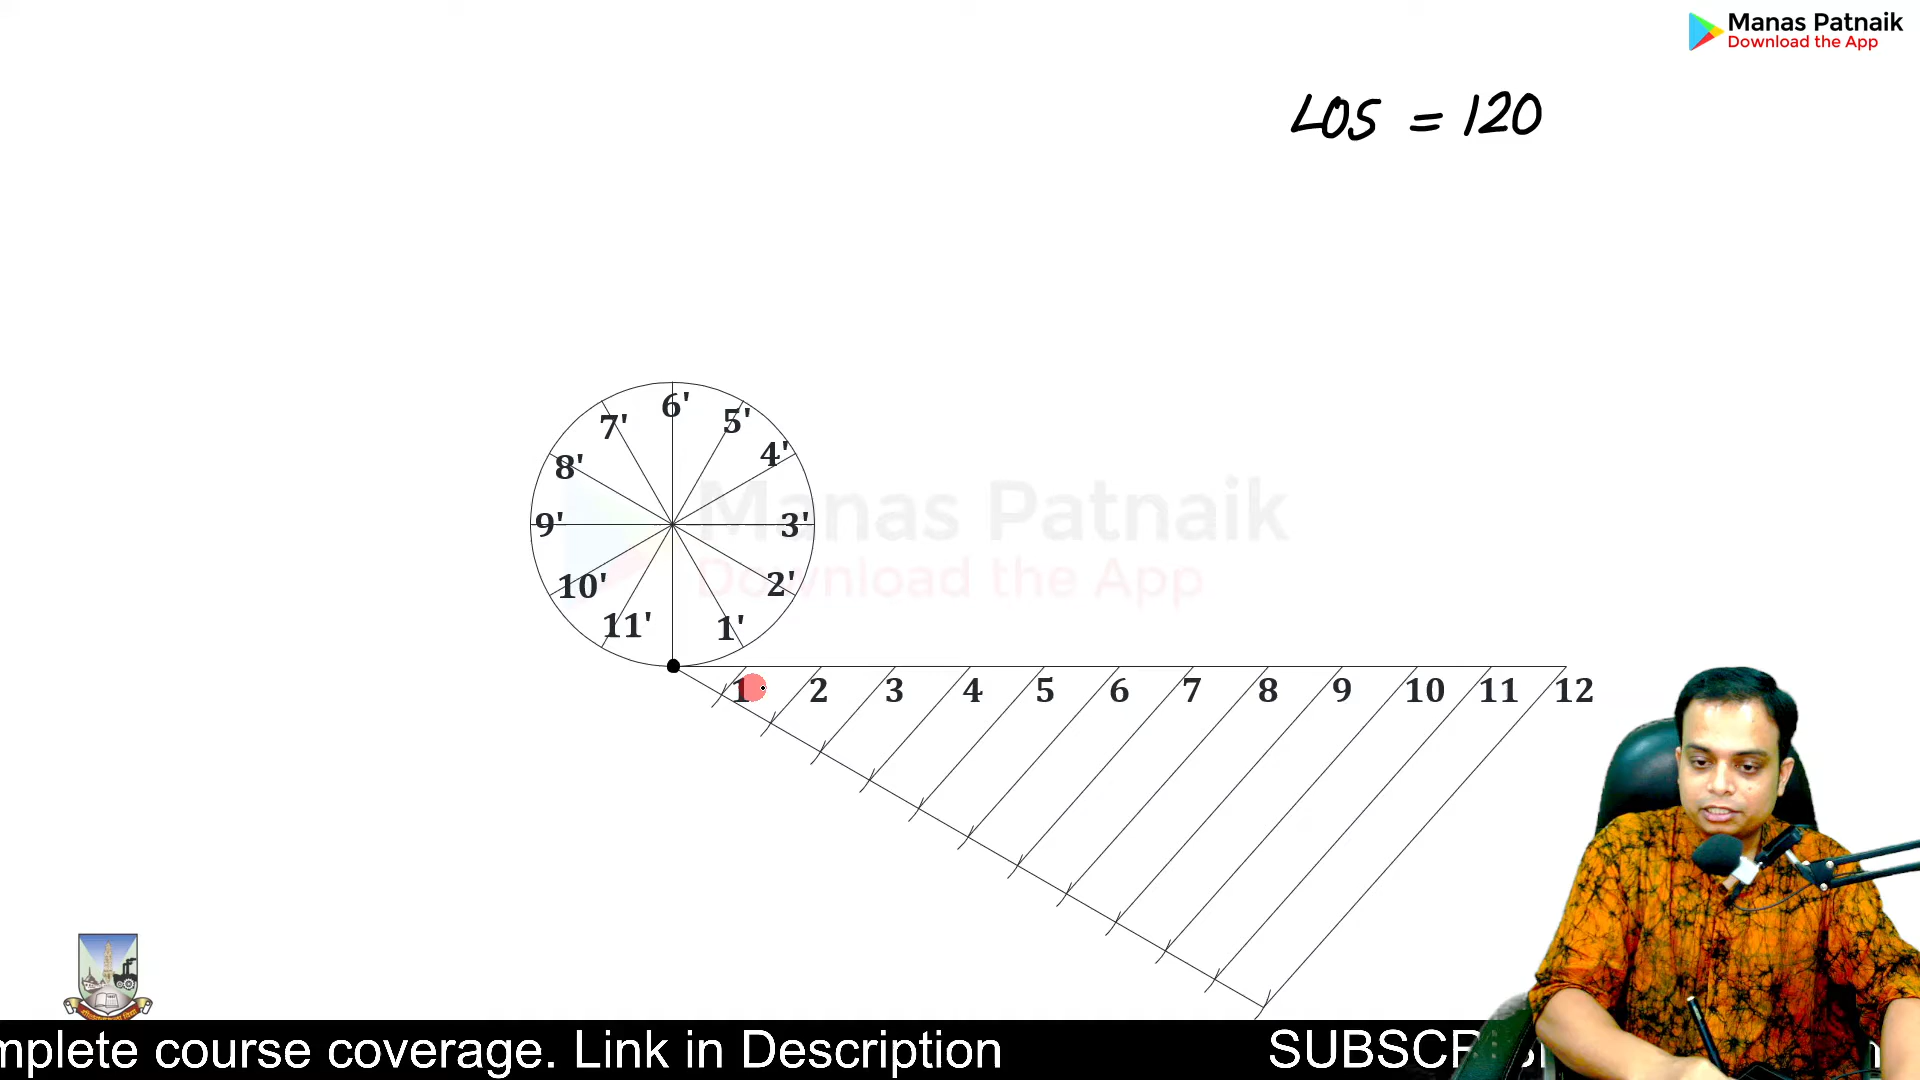 Manas Patnaik
Download the App
LOS = 120
6'
7'
5'
4'
8'
9'
3'
10'
2'
11'
1'
Manas Patnaik
Download the App
1 2 3 4 5 6 7 8 9 10 11 12
mplete course coverage. Link in Description